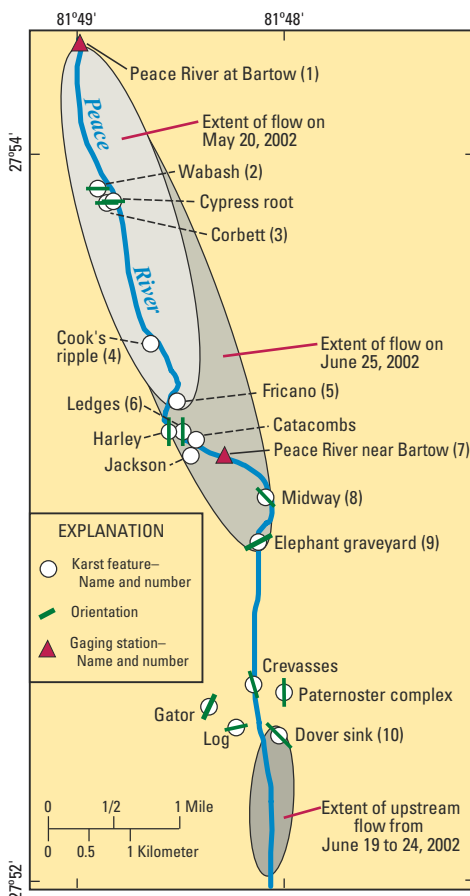 81°49'
81°48'
Peace River at Bartow (1)
Peace
Extent of flow on
May 20, 2002
27°54
Wabash (2)
Cypress root
Corbett (3)
River
Cook's
ripple (4)
Extent of flow on
June 25, 2002
Fricano (5)
Ledges (6)
Catacombs
Harley
Peace River near Bartow (7)
Jackson
Midway (8)
EXPLANATION
Karst feature–
Name and number
Orientation
Gaging station–
Name and number
Elephant graveyard (9)
Crevasses
Paternoster complex
Gator
Log
Dover sink (10)
0 1/2 1 Mile
0 0.5 1 Kilometer
Extent of upstream
flow from
June 19 to 24, 2002
27°52